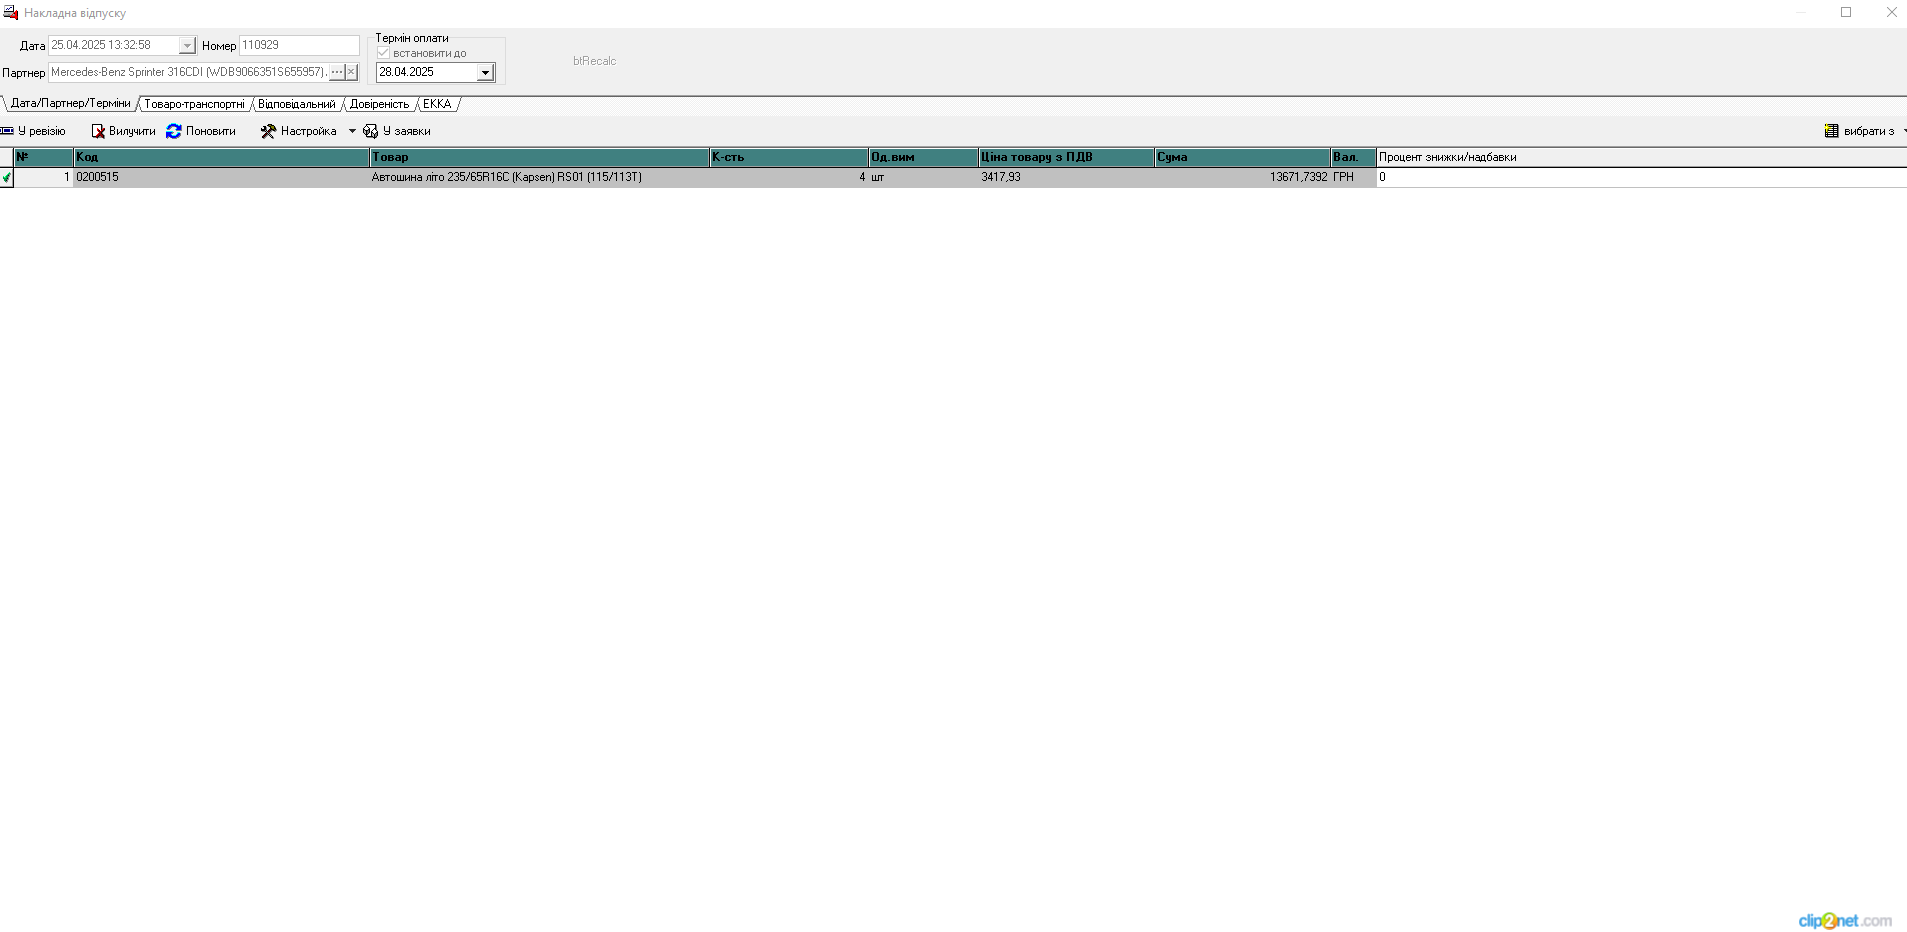 Накладна відпуску
Дата 25.04.2025 13:32:58 Номер 110929
Термін оплати
встановити до
28.04.2025
btRecalc
Партнер Mercedes-Benz Sprinter 316CDI (WDB9066351S655957) ...
Дата/Партнер/Терміни Товаро-транспортні Відповідальний Довіреність ЕККА
У ревізію Вилучити Поновити Настройка У заявки вибрати з
№ Код Товар К-сть Од.вим Ціна товару з ПДВ Сума Вал. Процент знижки/надбавки
1 0200515 Автошина літо 235/65R16C (Kapsen) RS01 (115/113T) 4 шт 3417,93 13671,7392 ГРН 0
clip2net.com